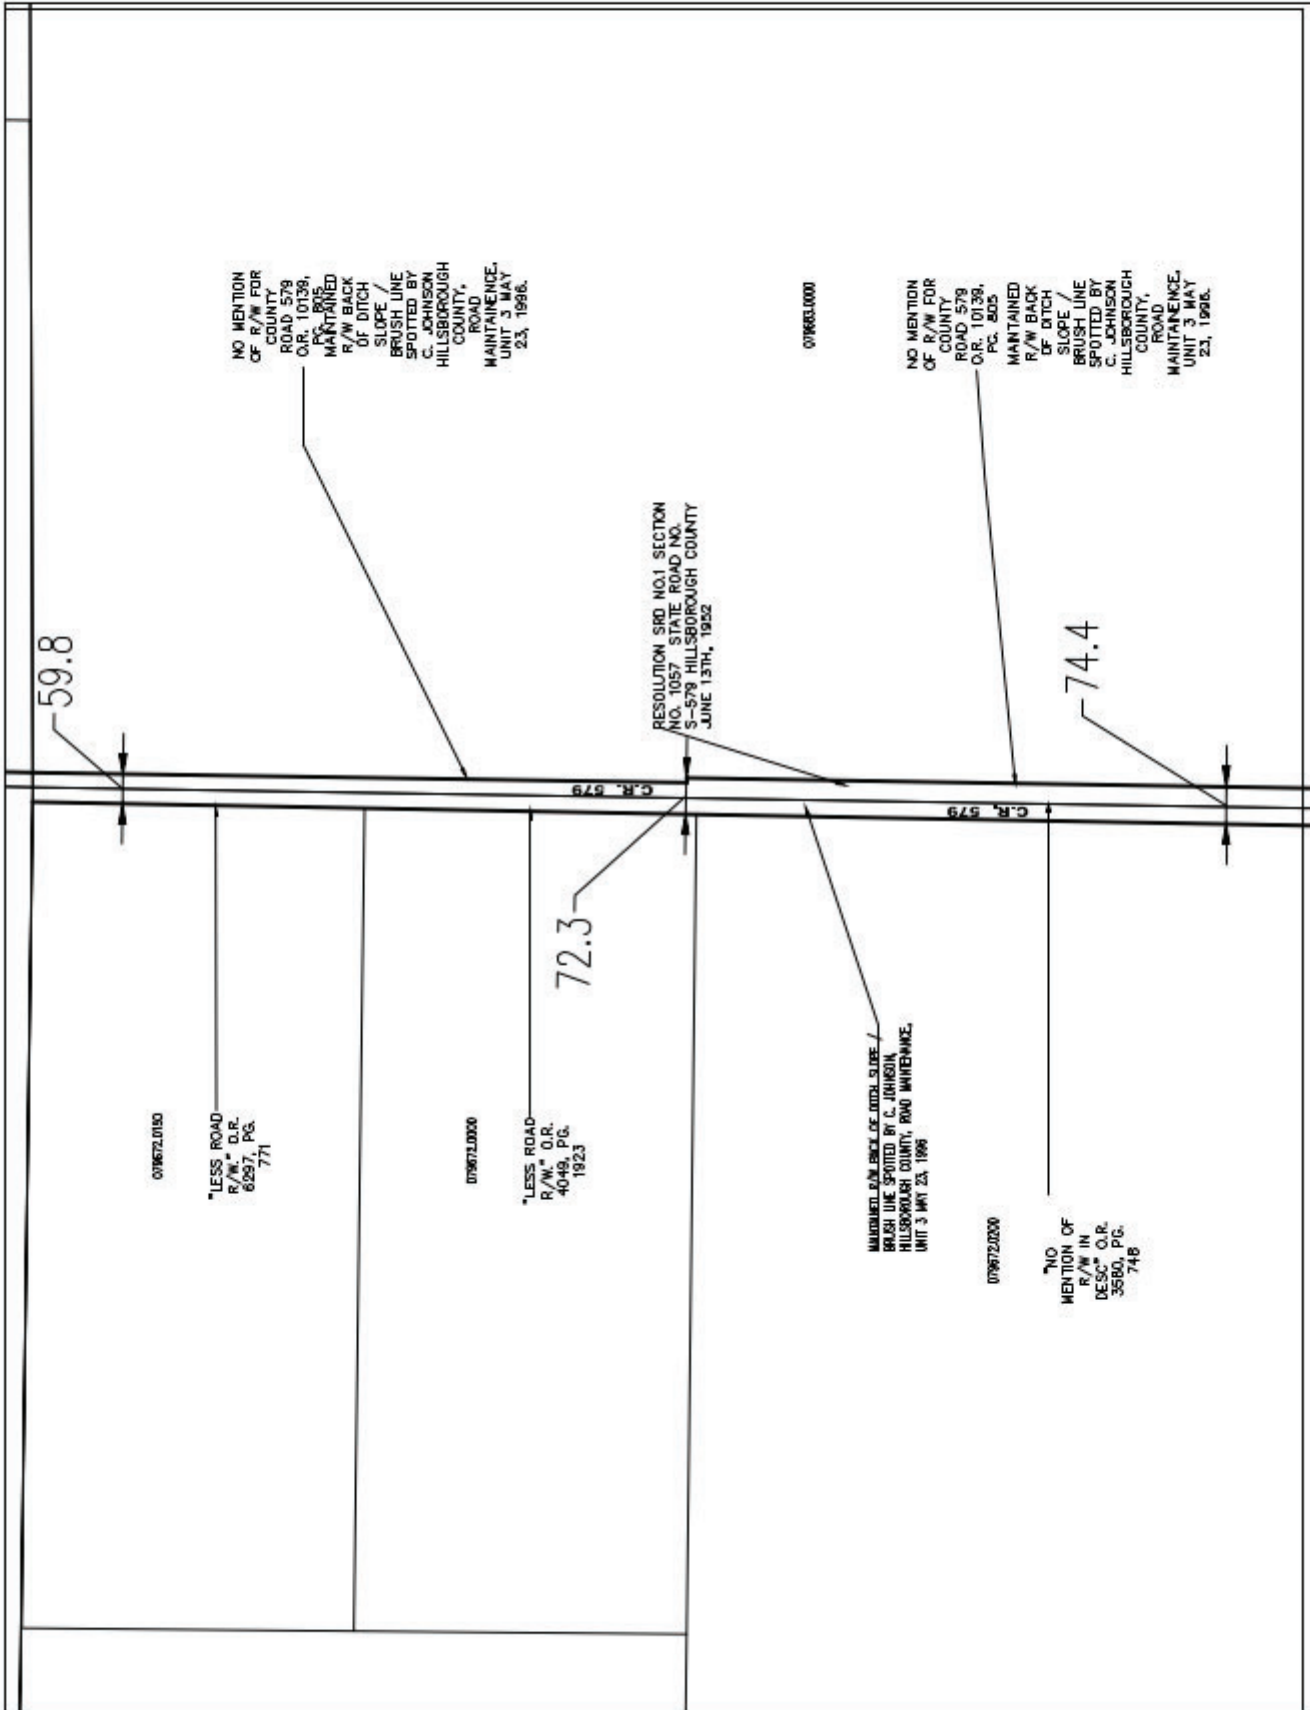 59.8
NO MENTION
OF R/W FOR
COUNTY
ROAD 579
O.R. 10139,
PG. 805
MAINTAINED
R/W BACK
OF DITCH
SLOPE /
BRUSH LINE
SPOTTED BY
C. JOHNSON
HILLSBOROUGH
COUNTY,
ROAD
MAINTAINENCE,
UNIT 3 MAY
23, 1996.
079683.0000
NO MENTION
OF R/W FOR
COUNTY
ROAD 579
O.R. 10139,
PG. 805
MAINTAINED
R/W BACK
OF DITCH
SLOPE /
BRUSH LINE
SPOTTED BY
C. JOHNSON
HILLSBOROUGH
COUNTY,
ROAD
MAINTANENCE,
UNIT 3 MAY
23, 1996.
RESOLUTION SRD NO.1 SECTION
NO. 1057 STATE ROAD NO.
S-579 HILLSBOROUGH COUNTY
JUNE 13TH, 1952
74.4
C.R. 579
C.R. 579
72.3
079672.0150
"LESS ROAD
R/W." O.R.
6297, PG.
771
079672.0000
"LESS ROAD
R/W." O.R.
4049, PG.
1923
MAINTAINED R/W BACK OF DITCH SLOPE /
BRUSH LINE SPOTTED BY C. JOHNSON,
HILLSBOROUGH COUNTY, ROAD MAINTENANCE,
UNIT 3 MAY 23, 1996
079672.0200
"NO
MENTION OF
R/W IN
DESC" O.R.
3580, PG.
748